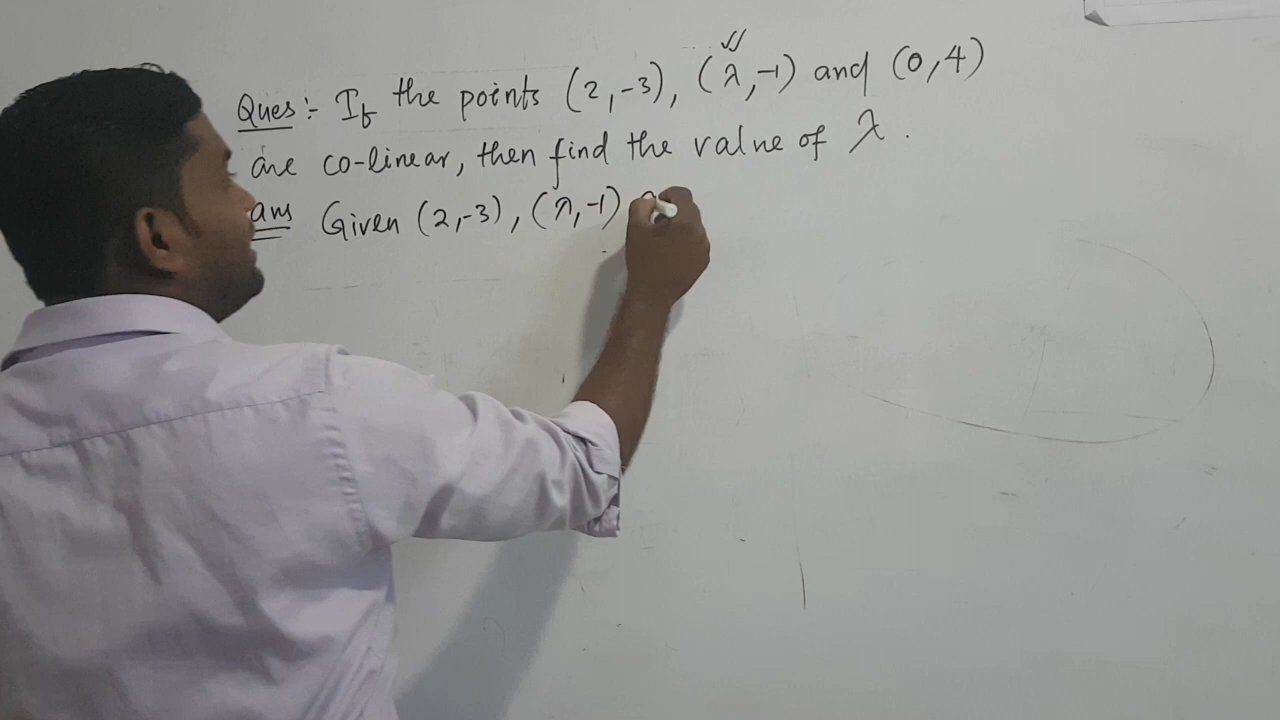 Ques:- If the points (2,-3), (λ,-1) and (0,4)
are co-linear, then find the value of λ.
ans Given (2,-3), (λ,-1)